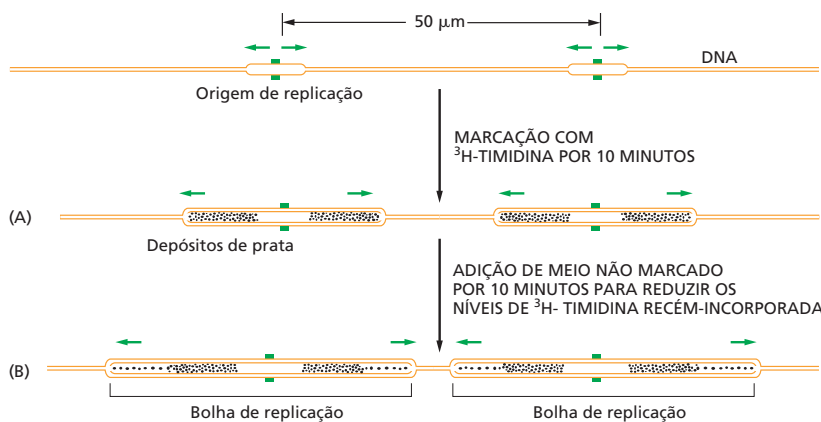 50 μm
DNA
Origem de replicação
MARCAÇÃO COM
³H-TIMIDINA POR 10 MINUTOS
(A)
Depósitos de prata
ADIÇÃO DE MEIO NÃO MARCADO
POR 10 MINUTOS PARA REDUZIR OS
NÍVEIS DE ³H- TIMIDINA RECÉM-INCORPORADA
(B)
Bolha de replicação
Bolha de replicação